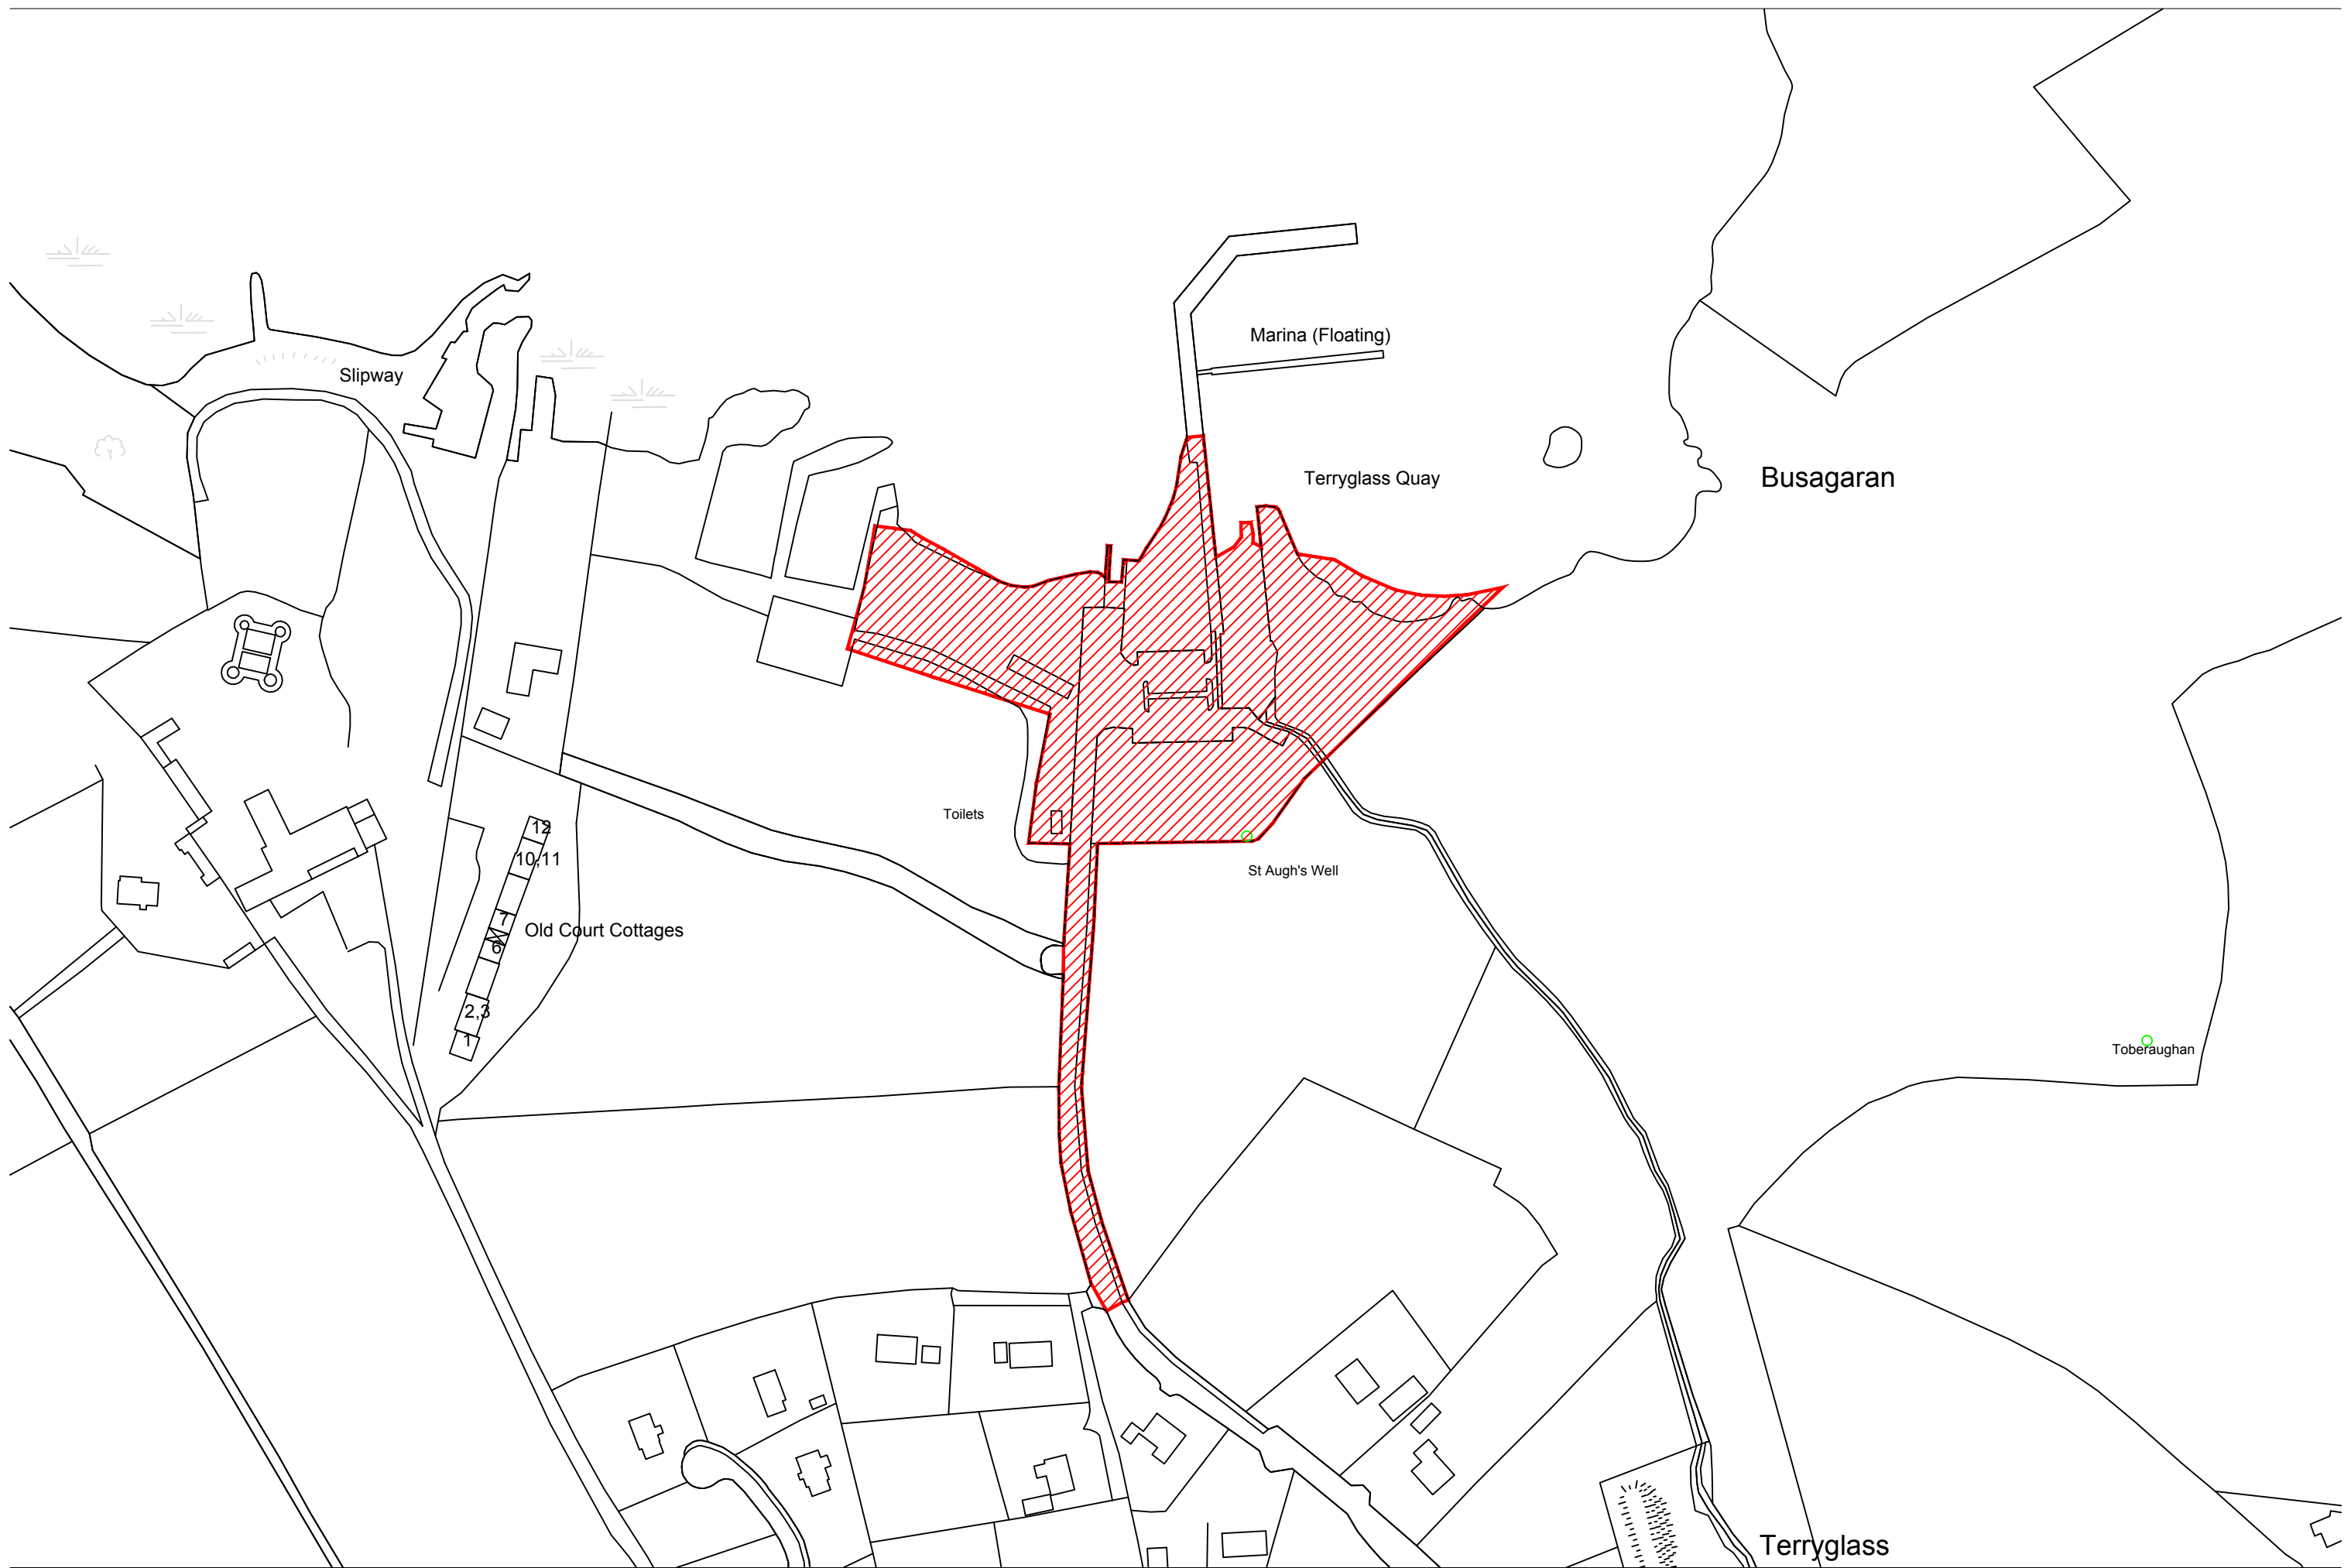 Marina (Floating)
Slipway
Terryglass Quay
Busagaran
Toilets
12
10,11
St Augh's Well
7
Old Court Cottages
6
2,3
1
Toberaughan
Terryglass